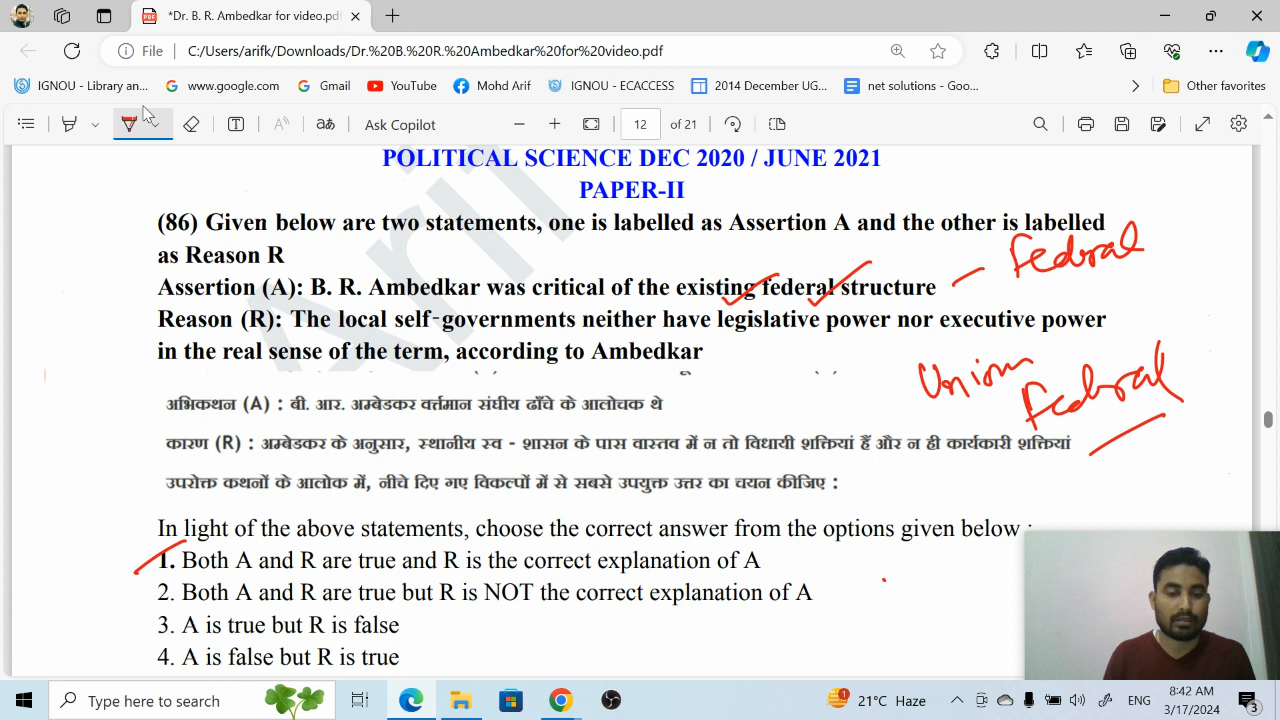 *Dr. B. R. Ambedkar for video.pdf
File C:/Users/arifk/Downloads/Dr.%20B.%20R.%20Ambedkar%20for%20video.pdf
IGNOU - Library an... www.google.com Gmail YouTube Mohd Arif IGNOU - ECACCESS 2014 December UG... net solutions - Goo... Other favorites
Ask Copilot 12 of 21
POLITICAL SCIENCE DEC 2020 / JUNE 2021
PAPER-II
(86) Given below are two statements, one is labelled as Assertion A and the other is labelled
as Reason R
Federal
Assertion (A): B. R. Ambedkar was critical of the existing federal structure
Reason (R): The local self-governments neither have legislative power nor executive power
in the real sense of the term, according to Ambedkar
Union
Federal
अभिकथन (A) : बी. आर. अम्बेडकर वर्त्तमान संघीय ढाँचे के आलोचक थे
कारण (R) : अम्बेडकर के अनुसार, स्थानीय स्व - शासन के पास वास्तव में न तो विधायी शक्तियां हैं और न ही कार्यकारी शक्तियां
उपरोक्त कथनों के आलोक में, नीचे दिए गए विकल्पों में से सबसे उपयुक्त उत्तर का चयन कीजिए :
In light of the above statements, choose the correct answer from the options given below :
1. Both A and R are true and R is the correct explanation of A
2. Both A and R are true but R is NOT the correct explanation of A
3. A is true but R is false
4. A is false but R is true
Type here to search 1 21°C Haze ENG 8:42 AM 3/17/2024 3